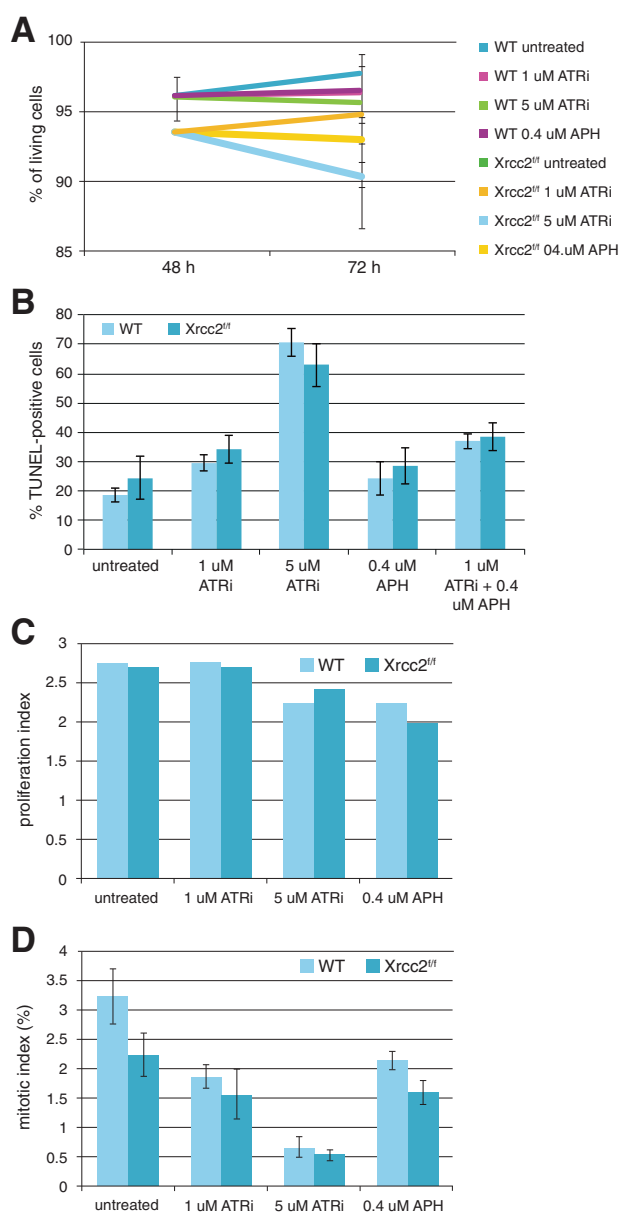 A
100
95
90
85
% of living cells
48 h
72 h
WT untreated
WT 1 uM ATRi
WT 5 uM ATRi
WT 0.4 uM APH
Xrcc2f/f untreated
Xrcc2f/f 1 uM ATRi
Xrcc2f/f 5 uM ATRi
Xrcc2f/f 04.uM APH
B
80
70
60
50
40
30
20
10
0
% TUNEL-positive cells
WT
Xrcc2f/f
untreated
1 uM
ATRi
5 uM
ATRi
0.4 uM
APH
1 uM
ATRi + 0.4
uM APH
C
3
2.5
2
1.5
1
0.5
0
proliferation index
WT
Xrcc2f/f
untreated
1 uM ATRi
5 uM ATRi
0.4 uM APH
D
4
3.5
3
2.5
2
1.5
1
0.5
0
mitotic index (%)
WT
Xrcc2f/f
untreated
1 uM ATRi
5 uM ATRi
0.4 uM APH